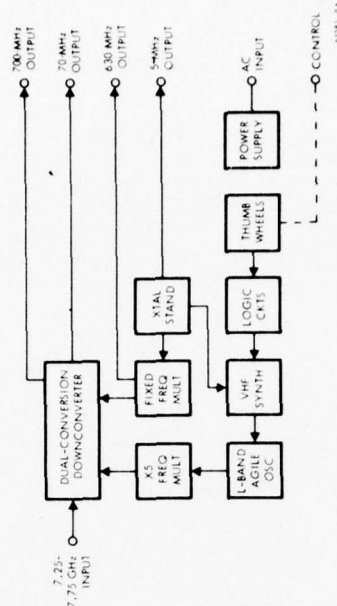 700-MHz
OUTPUT
70-MHz
OUTPUT
630 MHz
OUTPUT
5-MHz
OUTPUT
AC
INPUT
CONTROL
POWER
SUPPLY
THUMB
WHEELS
XTAL
STAND
LOGIC
CKTS
DUAL-CONVERSION
DOWNCONVERTER
FIXED
FREQ
MULT
VHF
SYNTH
X5
FREQ
MULT
L-BAND
AGILE
OSC
7.25-
7.75 GHz
INPUT